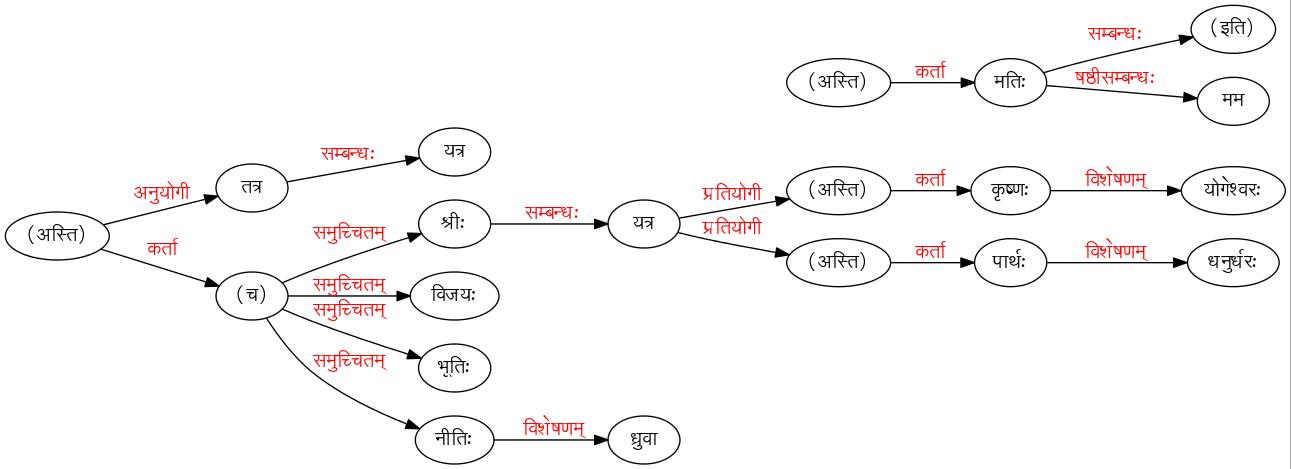 सम्बन्धः
(इति)
(अस्ति)
कर्ता
मतिः
षष्ठीसम्बन्धः
मम
अनुयोगी
तत्र
सम्बन्धः
यत्र
(अस्ति)
कर्ता
(च)
समुच्चितम्
श्रीः
सम्बन्धः
यत्र
प्रतियोगी
(अस्ति)
कर्ता
कृष्णः
विशेषणम्
योगेश्वरः
प्रतियोगी
(अस्ति)
कर्ता
पार्थः
विशेषणम्
धनुर्धरः
समुच्चितम्
विजयः
समुच्चितम्
भूतिः
समुच्चितम्
नीतिः
विशेषणम्
ध्रुवा